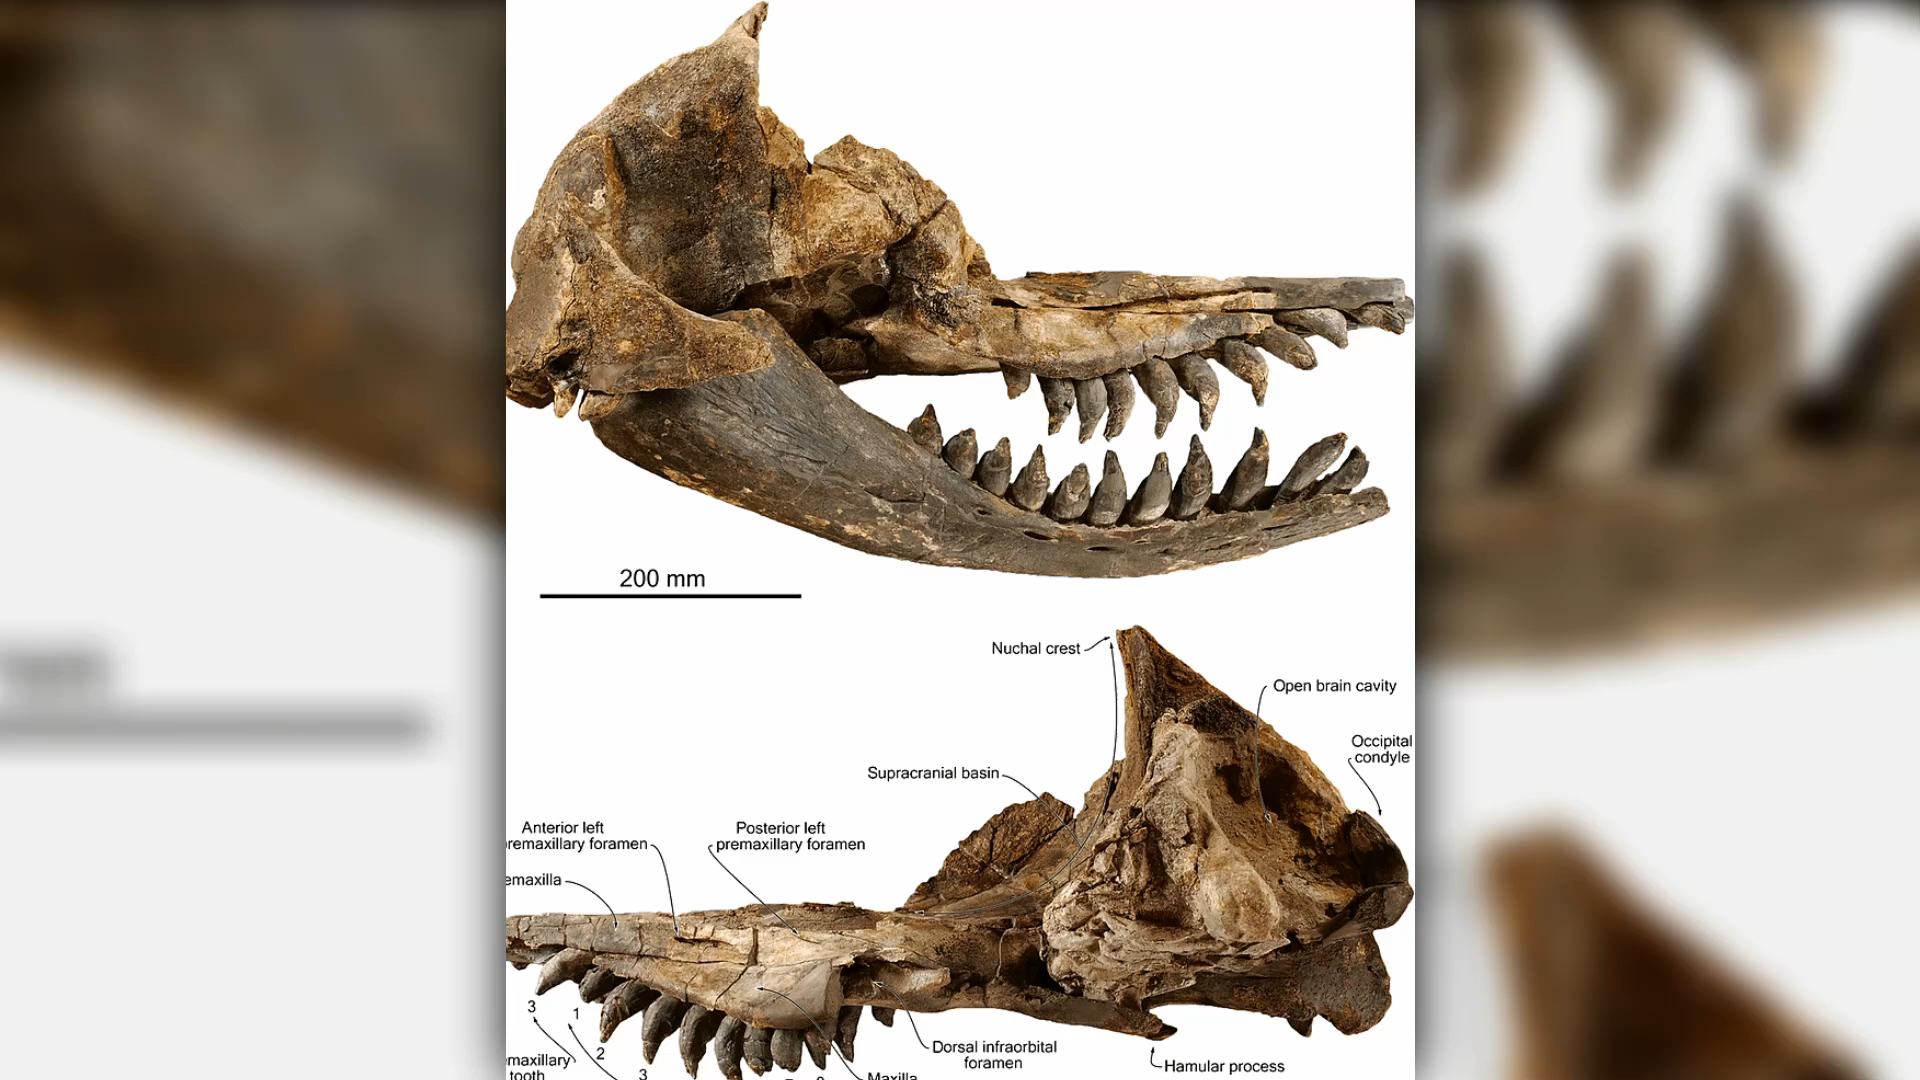 200 mm
Nuchal crest
Open brain cavity
Occipital
condyle
Supracranial basin
Anterior left
remaxillary foramen
Posterior left
premaxillary foramen
emaxilla
3
1
2
3
emaxillary
tooth
Dorsal infraorbital
foramen
Maxilla
Hamular process